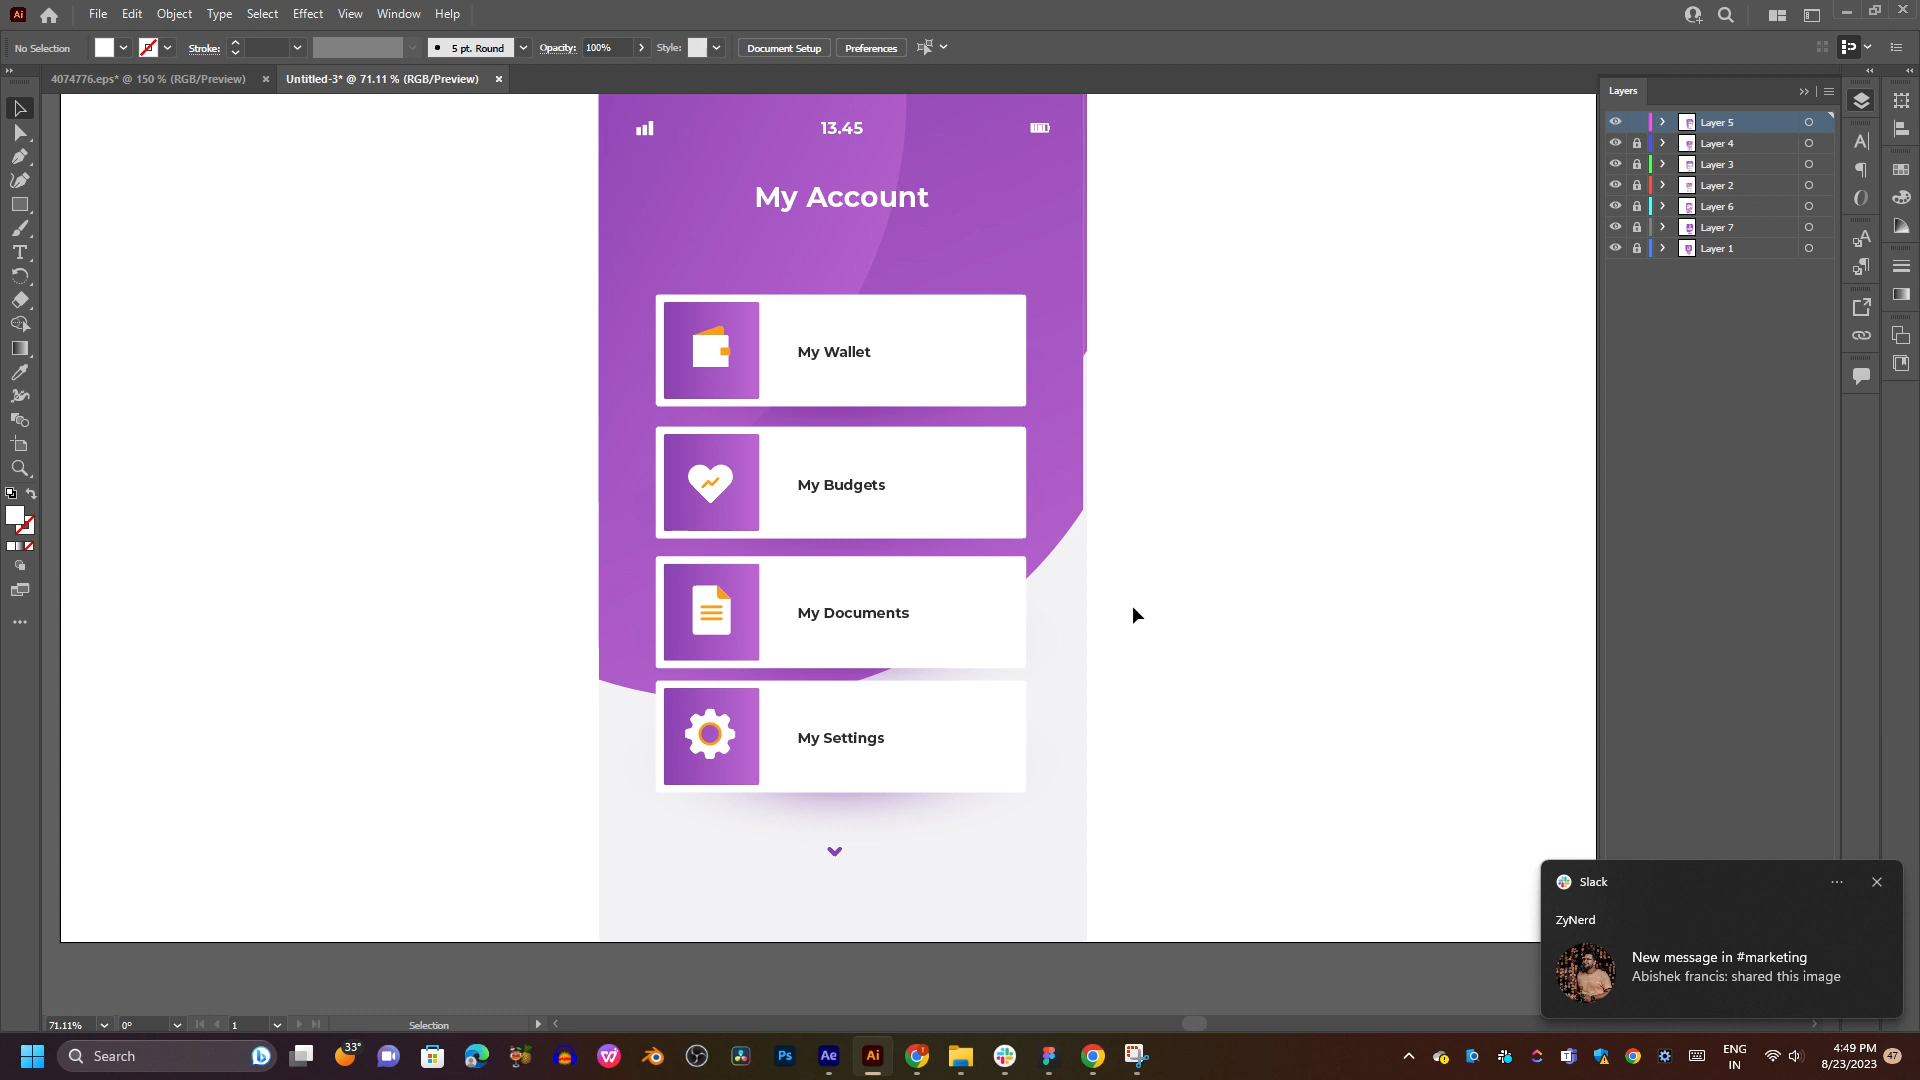 File Edit Object Type Select Effect View Window Help
No Selection Stroke: 5 pt. Round Opacity: 100% Style: Document Setup Preferences
4074776.eps* @ 150 % (RGB/Preview) × Untitled-3* @ 71.11 % (RGB/Preview) ×
Layers
Layer 5
Layer 4
Layer 3
Layer 2
Layer 6
Layer 7
Layer 1
13.45
My Account
My Wallet
My Budgets
My Documents
My Settings
Slack
ZyNerd
New message in #marketing
Abishek francis: shared this image
71.11% 0° 1 Selection
Search
33°
Ps Ae Ai
ENG
IN
4:49 PM
8/23/2023
47